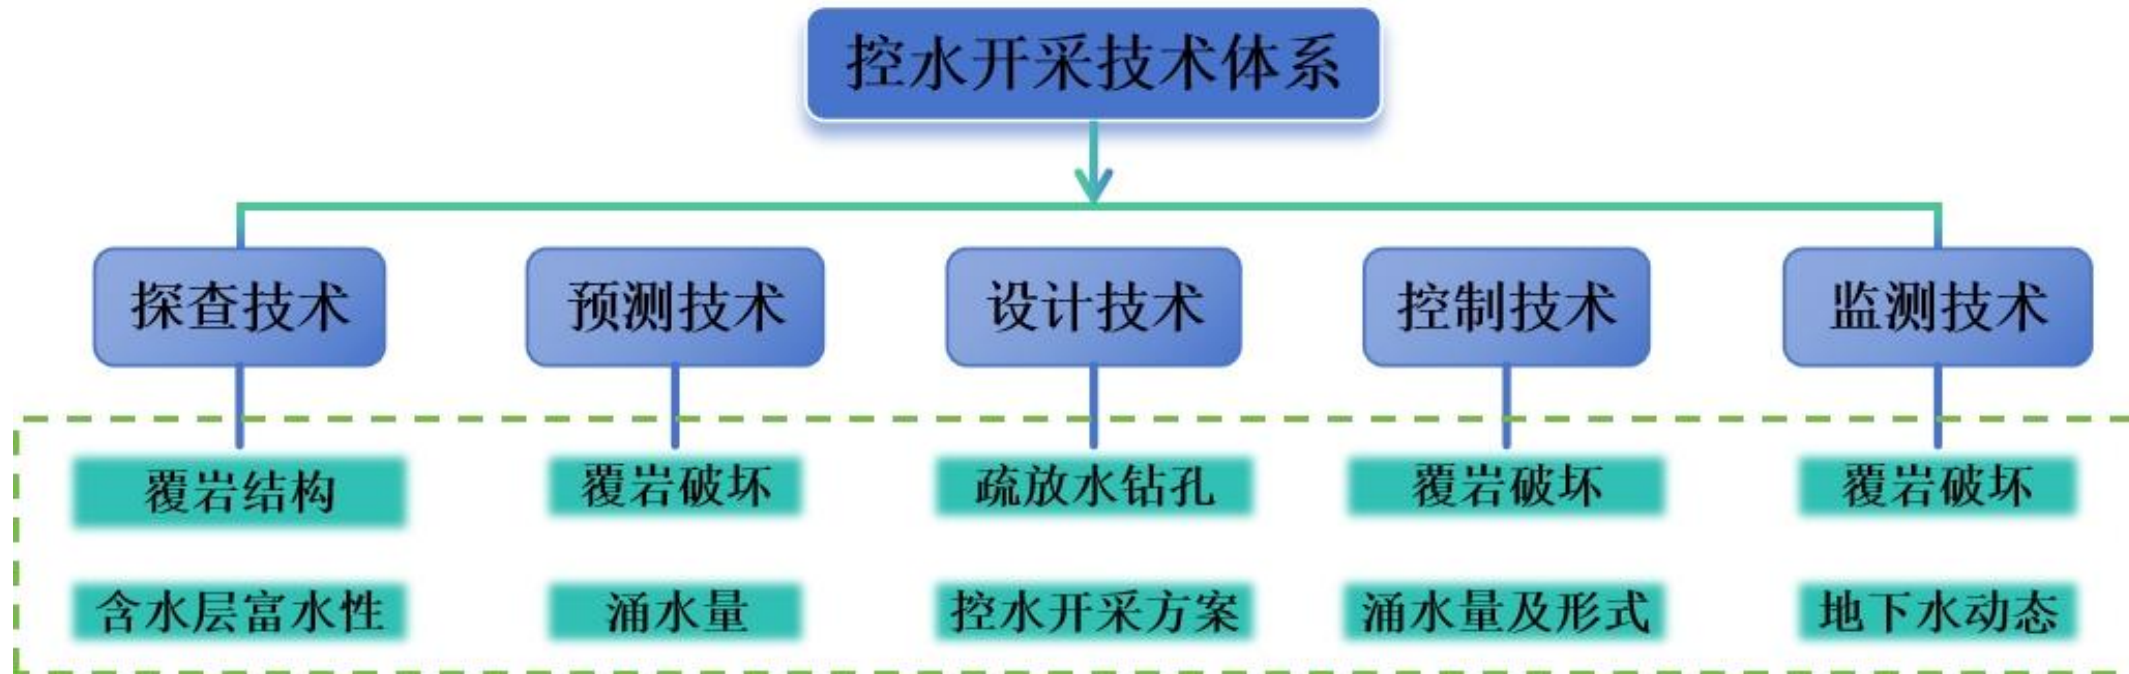 控水开采技术体系
探查技术
预测技术
设计技术
控制技术
监测技术
覆岩结构
覆岩破坏
疏放水钻孔
覆岩破坏
覆岩破坏
含水层富水性
涌水量
控水开采方案
涌水量及形式
地下水动态